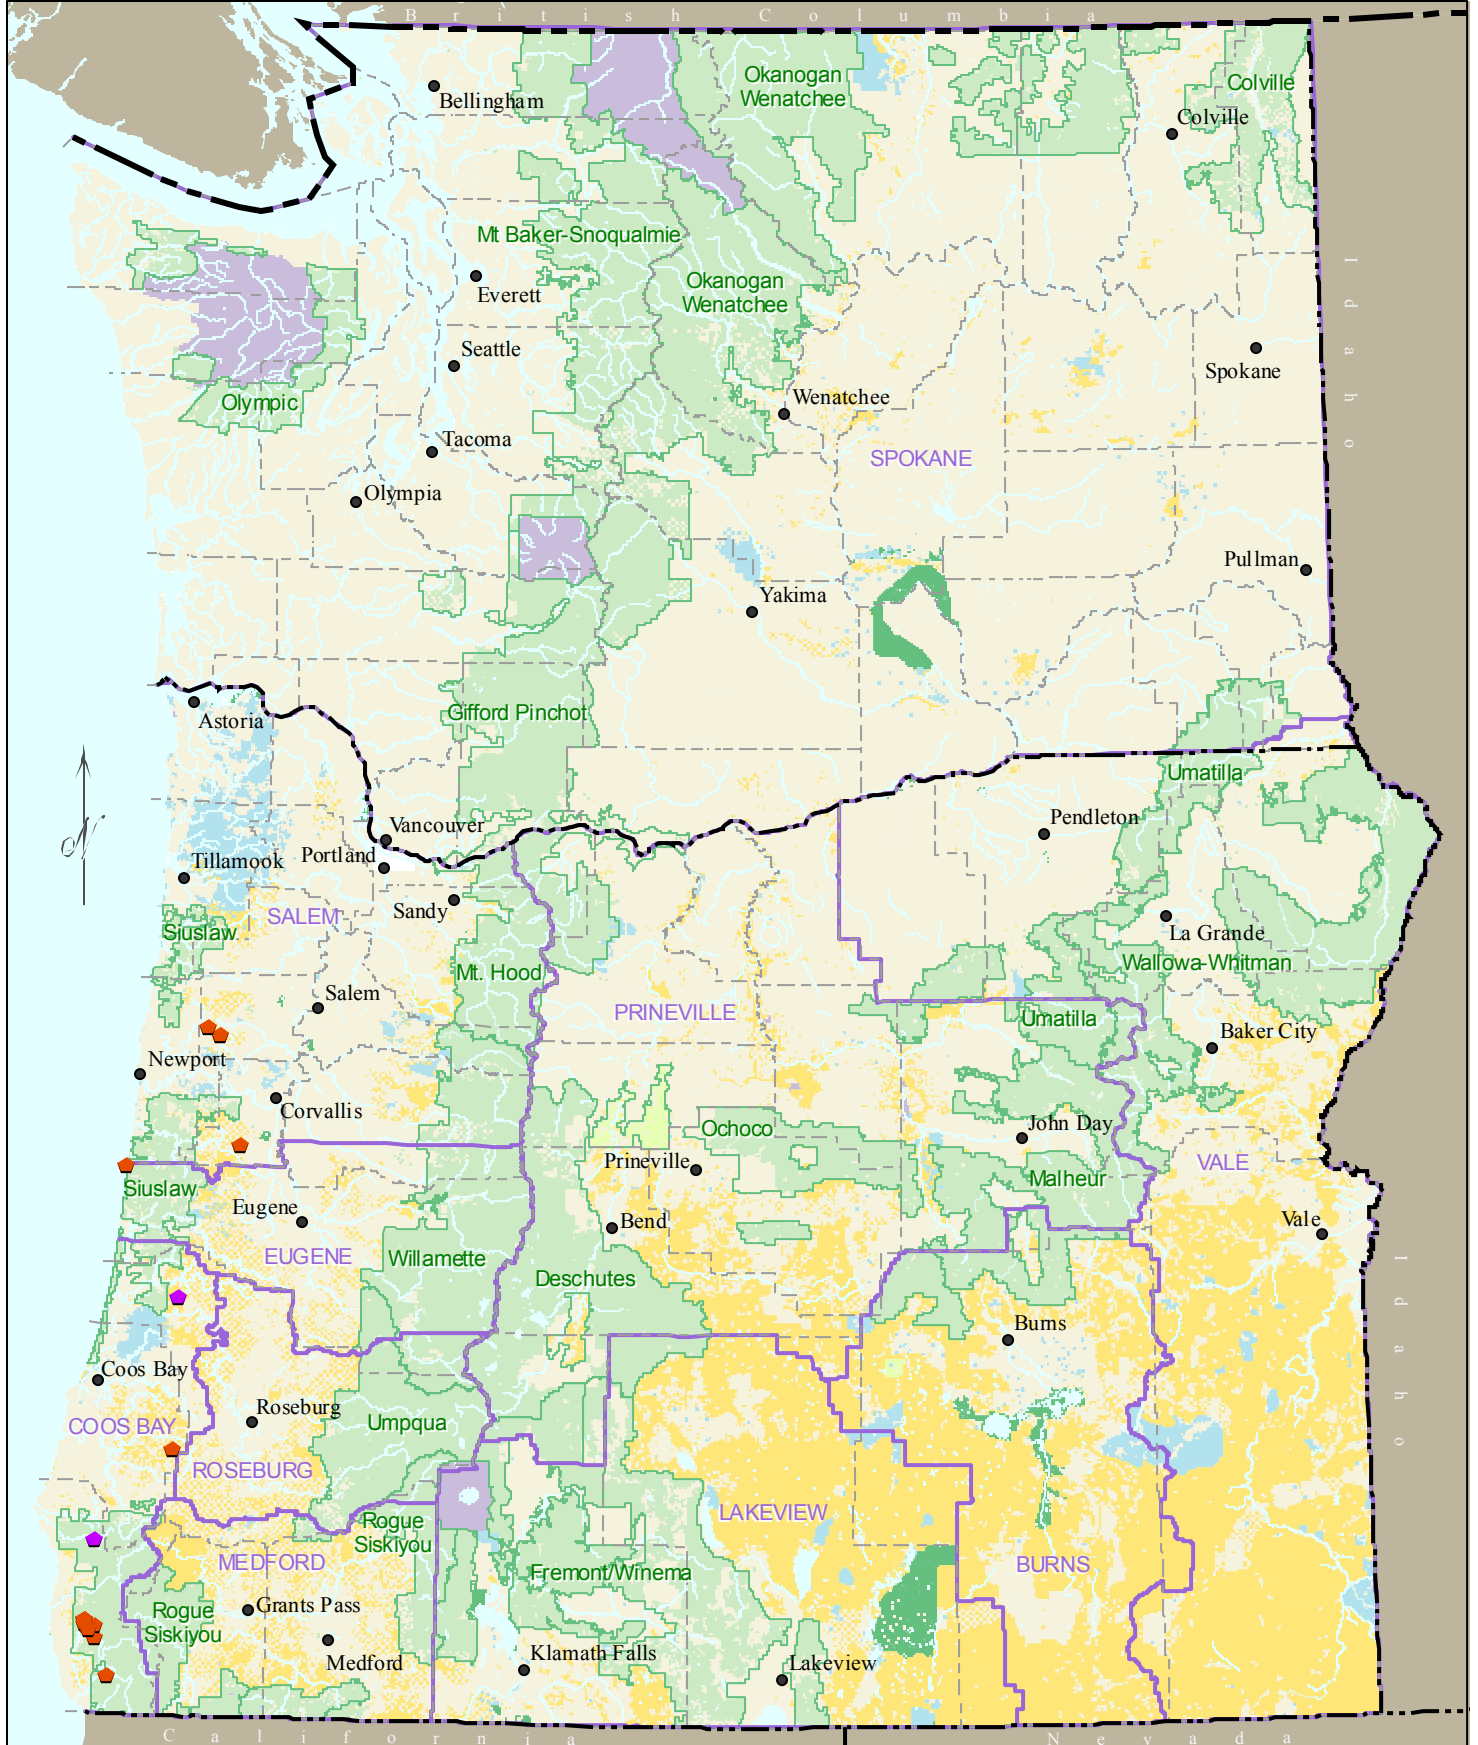 British Columbia
Okanogan
Wenatchee
Colville
Bellingham
Colville
Mt Baker-Snoqualmie
Okanogan
Wenatchee
Everett
Idaho
Seattle
Spokane
Olympic
Wenatchee
Tacoma
SPOKANE
Olympia
Pullman
Yakima
Astoria
Gifford Pinchot
Umatilla
Vancouver
Pendleton
Portland
Tillamook
Sandy
SALEM
Siuslaw
La Grande
Wallowa-Whitman
Mt. Hood
Salem
PRINEVILLE
Umatilla
Baker City
Newport
Corvallis
Ochoco
John Day
Prineville
VALE
Malheur
Siuslaw
Eugene
Bend
Vale
EUGENE
Willamette
Deschutes
Idaho
Burns
Coos Bay
Roseburg
Umpqua
COOS BAY
ROSEBURG
LAKEVIEW
Rogue
Siskiyou
MEDFORD
BURNS
Fremont/Winema
Grants Pass
Rogue
Siskiyou
Medford
Klamath Falls
Lakeview
California
Nevada